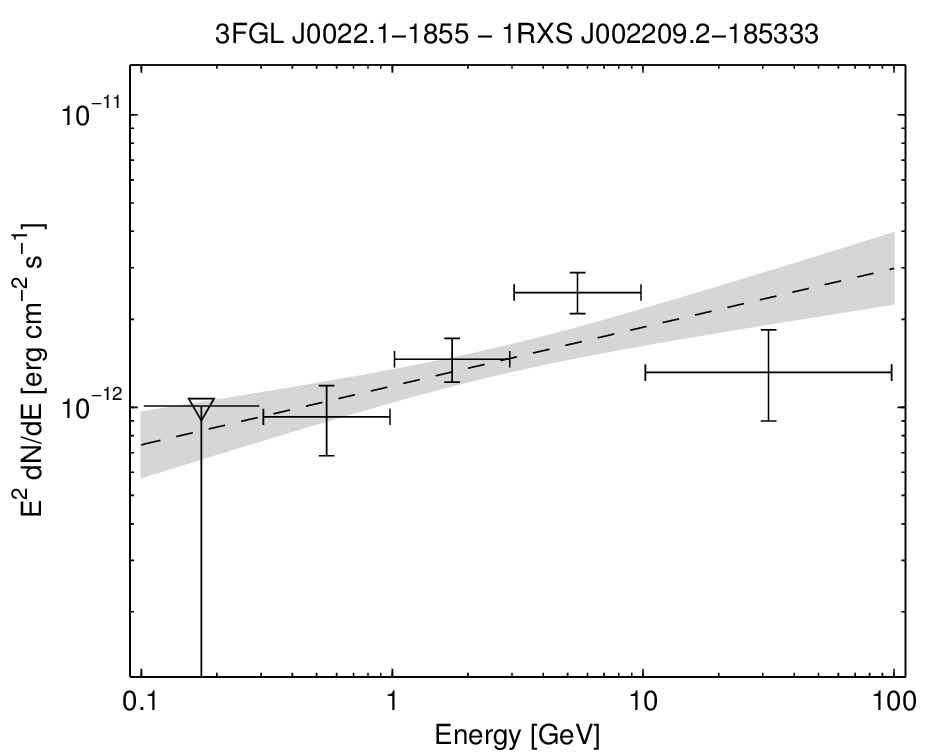 3FGL J0022.1−1855 − 1RXS J002209.2−185333
10⁻¹¹
10⁻¹²
E² dN/dE [erg cm⁻² s⁻¹]
0.1 1 10 100
Energy [GeV]